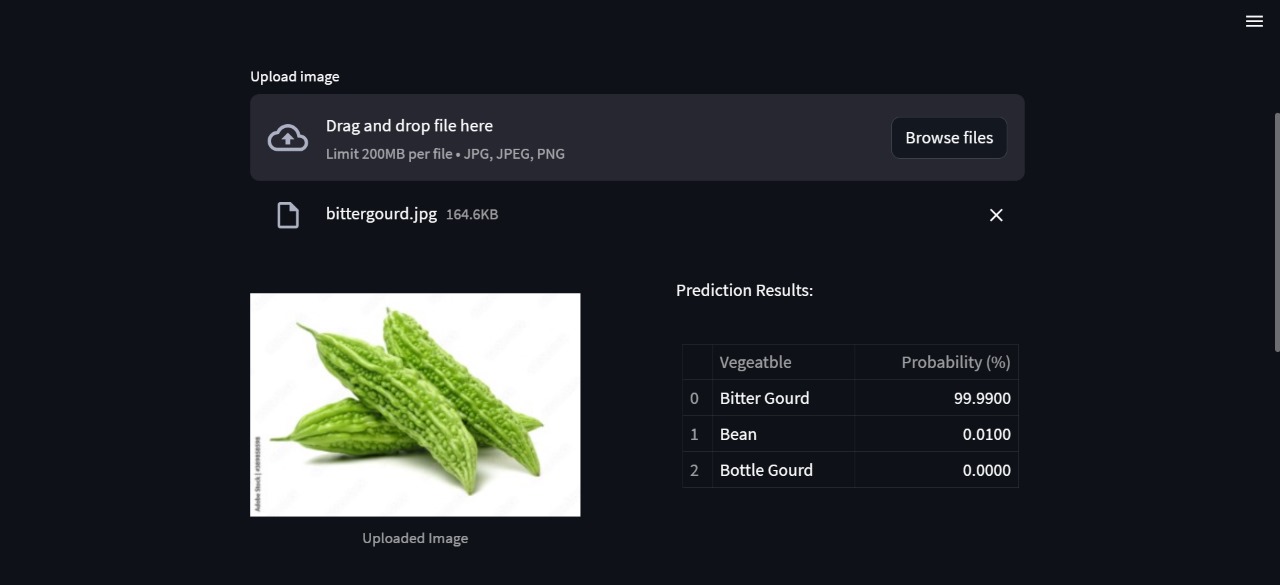 Upload image
Drag and drop file here
Limit 200MB per file • JPG, JPEG, PNG
Browse files
bittergourd.jpg 164.6KB
Prediction Results:
Vegeatble Probability (%)
0 Bitter Gourd 99.9900
1 Bean 0.0100
2 Bottle Gourd 0.0000
Adobe Stock |
Uploaded Image